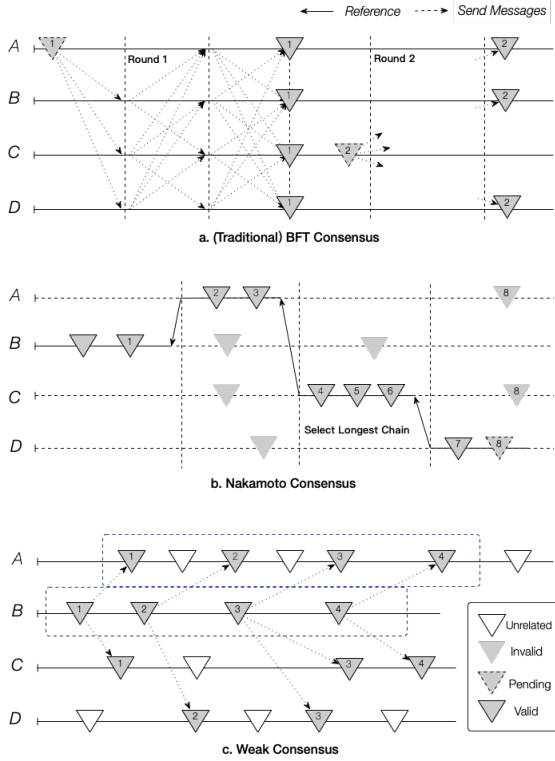 Reference
Send Messages
A
1
Round 1
1
Round 2
2
B
1
2
C
1
2
D
1
2
a. (Traditional) BFT Consensus
A
2
3
8
B
1
C
4
5
6
8
Select Longest Chain
D
7
8
b. Nakamoto Consensus
A
1
2
3
4
B
1
2
3
4
Unrelated
Invalid
C
1
3
4
Pending
D
2
3
Valid
c. Weak Consensus